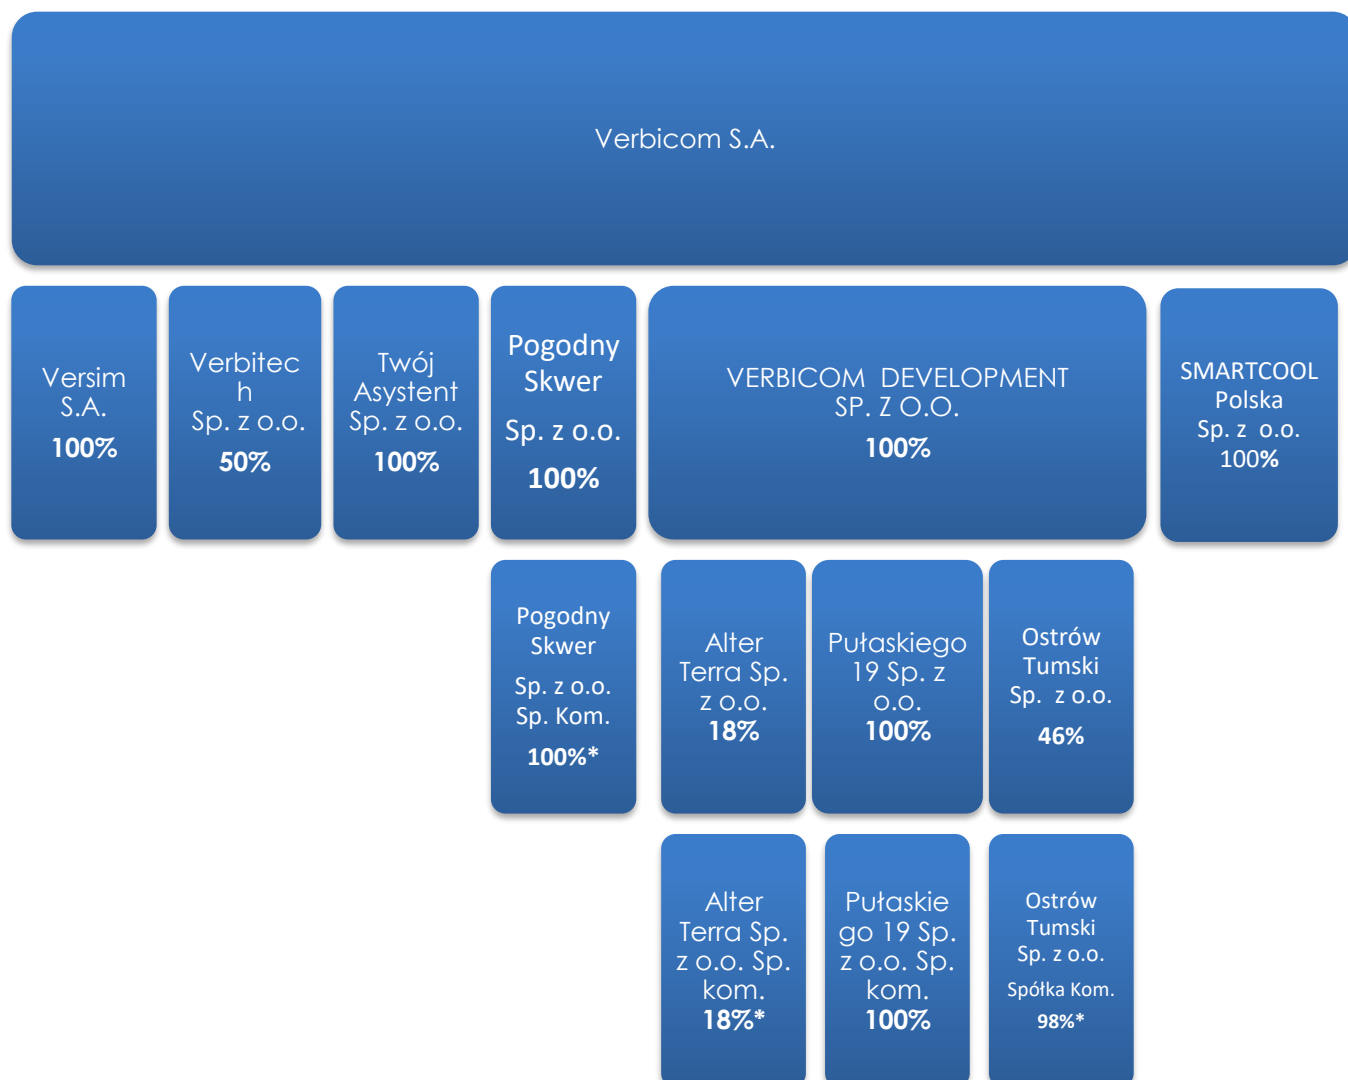 Verbicom S.A.
Versim
S.A.
100%
Verbitec
h
Sp. z o.o.
50%
Twój
Asystent
Sp. z o.o.
100%
Pogodny
Skwer
Sp. z o.o.
100%
VERBICOM DEVELOPMENT
SP. Z O.O.
100%
SMARTCOOL
Polska
Sp. z o.o.
100%
Pogodny
Skwer
Sp. z o.o.
Sp. Kom.
100%*
Alter
Terra Sp.
z o.o.
18%
Pułaskiego
19 Sp. z
o.o.
100%
Ostrów
Tumski
Sp. z o.o.
46%
Alter
Terra Sp.
z o.o. Sp.
kom.
18%*
Pułaskie
go 19 Sp.
z o.o. Sp.
kom.
100%
Ostrów
Tumski
Sp. z o.o.
Spółka Kom.
98%*